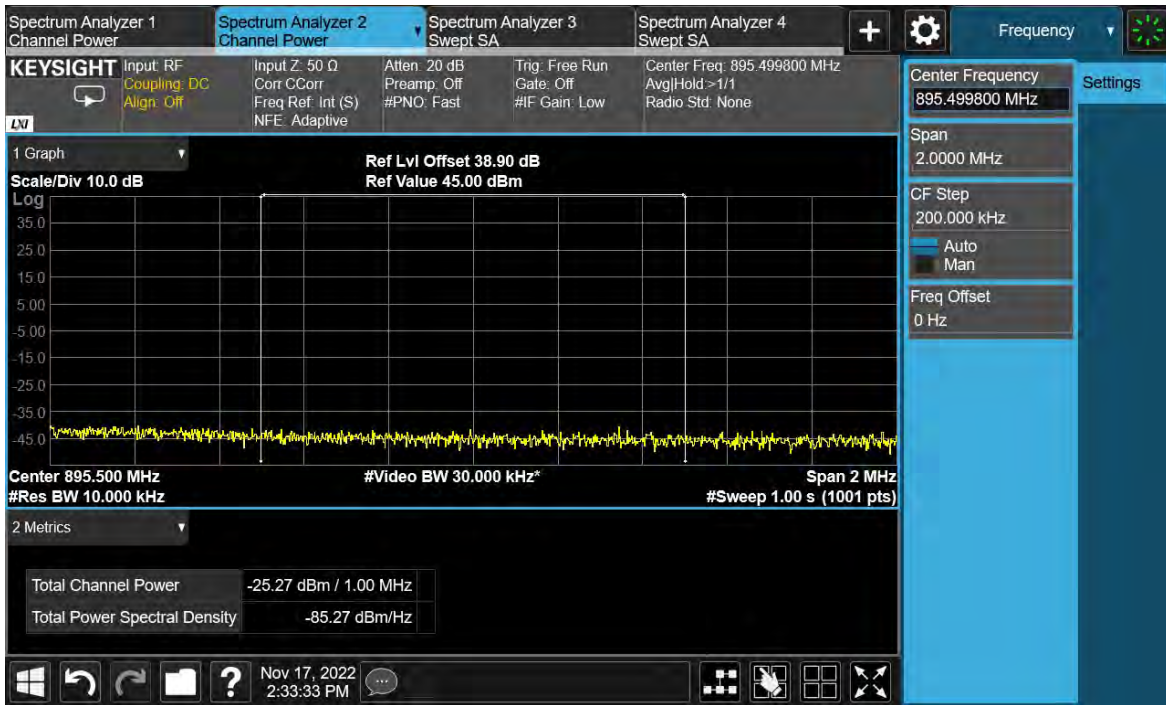 Spectrum Analyzer 1
Channel Power
Spectrum Analyzer 2
Channel Power
Spectrum Analyzer 3
Swept SA
Spectrum Analyzer 4
Swept SA
+
Frequency
KEYSIGHT
LXI
Input: RF
Coupling: DC
Align: Off
Input Z: 50 Ω
Corr CCorr
Freq Ref: Int (S)
NFE: Adaptive
Atten: 20 dB
Preamp: Off
#PNO: Fast
Trig: Free Run
Gate: Off
#IF Gain: Low
Center Freq: 895.499800 MHz
Avg|Hold:>1/1
Radio Std: None
Center Frequency
895.499800 MHz
Settings
Span
2.0000 MHz
CF Step
200.000 kHz
Auto
Man
Freq Offset
0 Hz
1 Graph
Scale/Div 10.0 dB
Ref Lvl Offset 38.90 dB
Ref Value 45.00 dBm
Log
35.0
25.0
15.0
5.00
-5.00
-15.0
-25.0
-35.0
-45.0
Center 895.500 MHz
#Video BW 30.000 kHz*
Span 2 MHz
#Res BW 10.000 kHz
#Sweep 1.00 s (1001 pts)
2 Metrics
Total Channel Power -25.27 dBm / 1.00 MHz
Total Power Spectral Density -85.27 dBm/Hz
?
Nov 17, 2022
2:33:33 PM